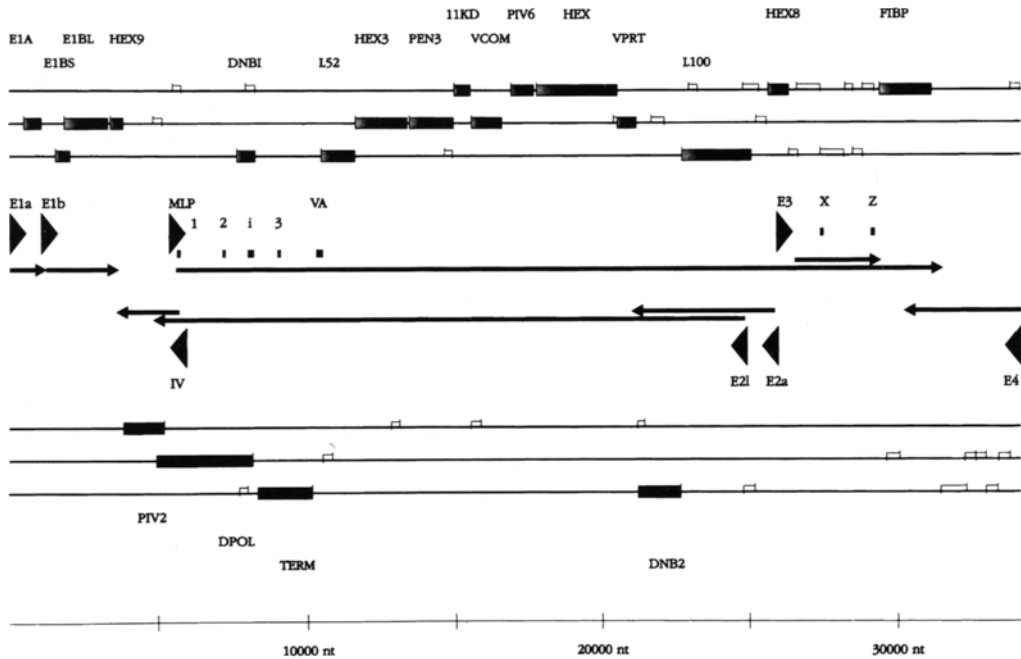 11KD PIV6 HEX HEX8 FIBP
E1A E1BL HEX9 HEX3 PEN3 VCOM VPRT
E1BS DNBI L52 L100
E1a E1b MLP VA E3 X Z
1 2 i 3
IV E2l E2a E4
PIV2
DPOL
TERM DNB2
10000 nt 20000 nt 30000 nt